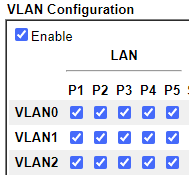 VLAN Configuration
Enable
LAN
P1 P2 P3 P4 P5
VLAN0
VLAN1
VLAN2